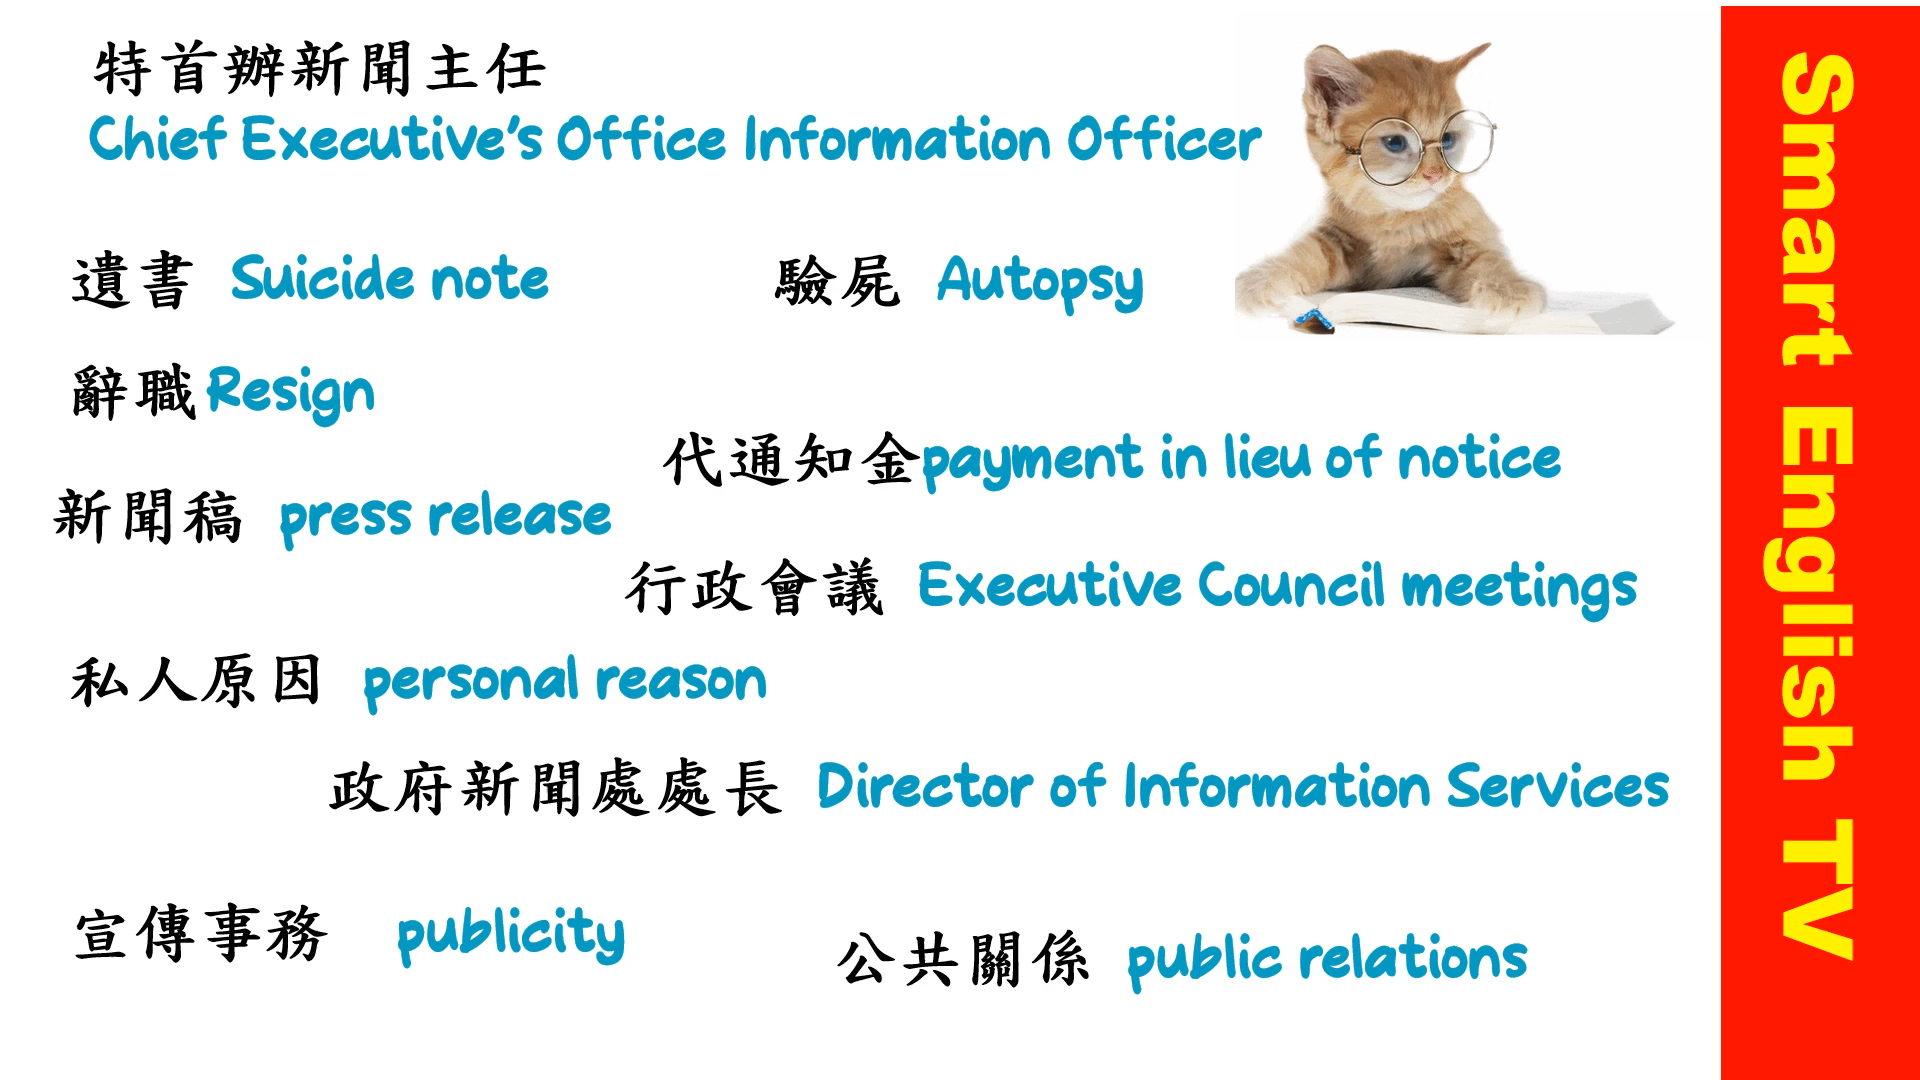 特首辦新聞主任
Chief Executive's Office Information Officer
遺書 Suicide note
驗屍 Autopsy
辭職 Resign
代通知金 payment in lieu of notice
新聞稿 press release
行政會議 Executive Council meetings
私人原因 personal reason
政府新聞處處長 Director of Information Services
宣傳事務 publicity
公共關係 public relations
Smart English TV